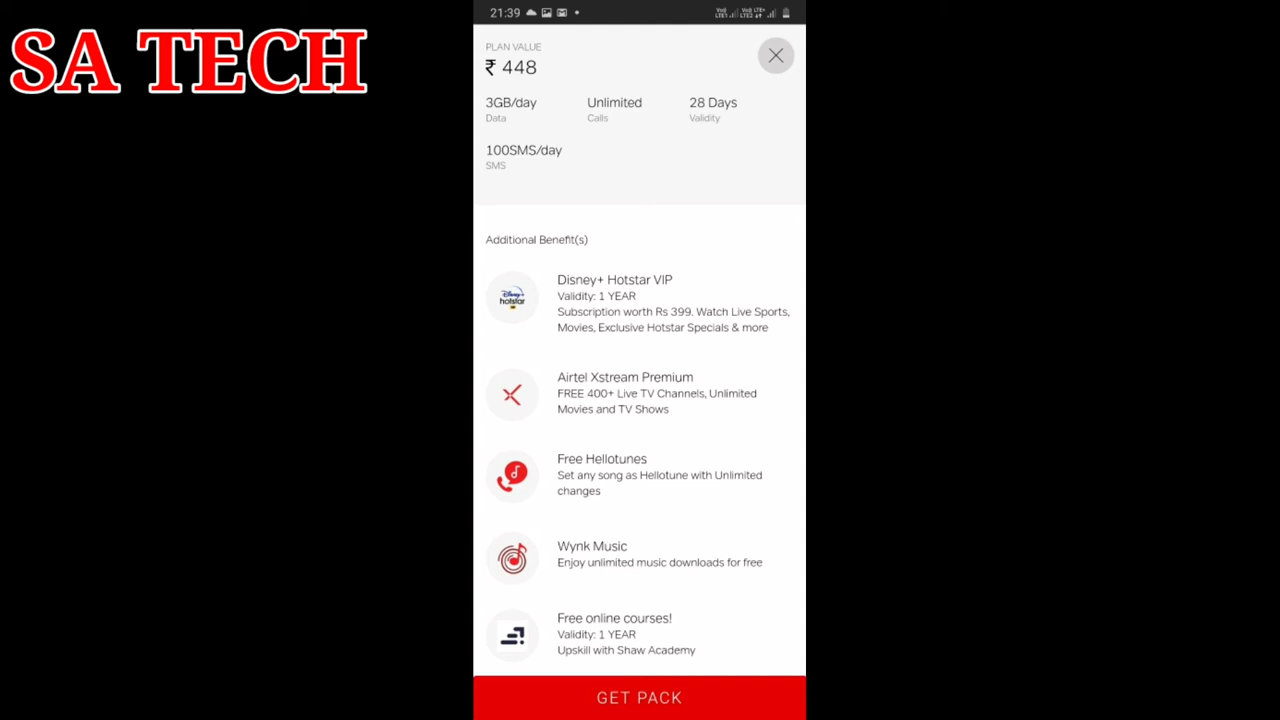 SA TECH
21:39
PLAN VALUE
₹ 448
3GB/day
Data
Unlimited
Calls
28 Days
Validity
100SMS/day
SMS
Additional Benefit(s)
Disney+
hotstar
Disney+ Hotstar VIP
Validity: 1 YEAR
Subscription worth Rs 399. Watch Live Sports,
Movies, Exclusive Hotstar Specials & more
Airtel Xstream Premium
FREE 400+ Live TV Channels, Unlimited
Movies and TV Shows
Free Hellotunes
Set any song as Hellotune with Unlimited
changes
Wynk Music
Enjoy unlimited music downloads for free
Free online courses!
Validity: 1 YEAR
Upskill with Shaw Academy
GET PACK